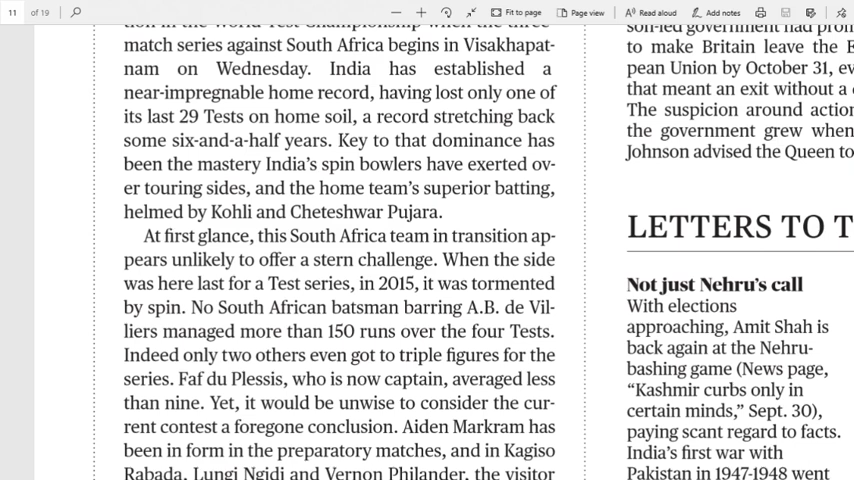 11 of 19
Fit to page
Page view
Read aloud
Add notes
match series against South Africa begins in Visakhapat-
nam on Wednesday. India has established a
near-impregnable home record, having lost only one of
its last 29 Tests on home soil, a record stretching back
some six-and-a-half years. Key to that dominance has
been the mastery India's spin bowlers have exerted ov-
er touring sides, and the home team's superior batting,
helmed by Kohli and Cheteshwar Pujara.
At first glance, this South Africa team in transition ap-
pears unlikely to offer a stern challenge. When the side
was here last for a Test series, in 2015, it was tormented
by spin. No South African batsman barring A.B. de Vil-
liers managed more than 150 runs over the four Tests.
Indeed only two others even got to triple figures for the
series. Faf du Plessis, who is now captain, averaged less
than nine. Yet, it would be unwise to consider the cur-
rent contest a foregone conclusion. Aiden Markram has
been in form in the preparatory matches, and in Kagiso
Rabada, Lungi Ngidi and Vernon Philander, the visitor
to make Britain leave the E
pean Union by October 31, ev
that meant an exit without a
The suspicion around action
the government grew when
Johnson advised the Queen to
LETTERS TO T
Not just Nehru's call
With elections
approaching, Amit Shah is
back again at the Nehru-
bashing game (News page,
"Kashmir curbs only in
certain minds," Sept. 30),
paying scant regard to facts.
India's first war with
Pakistan in 1947-1948 went